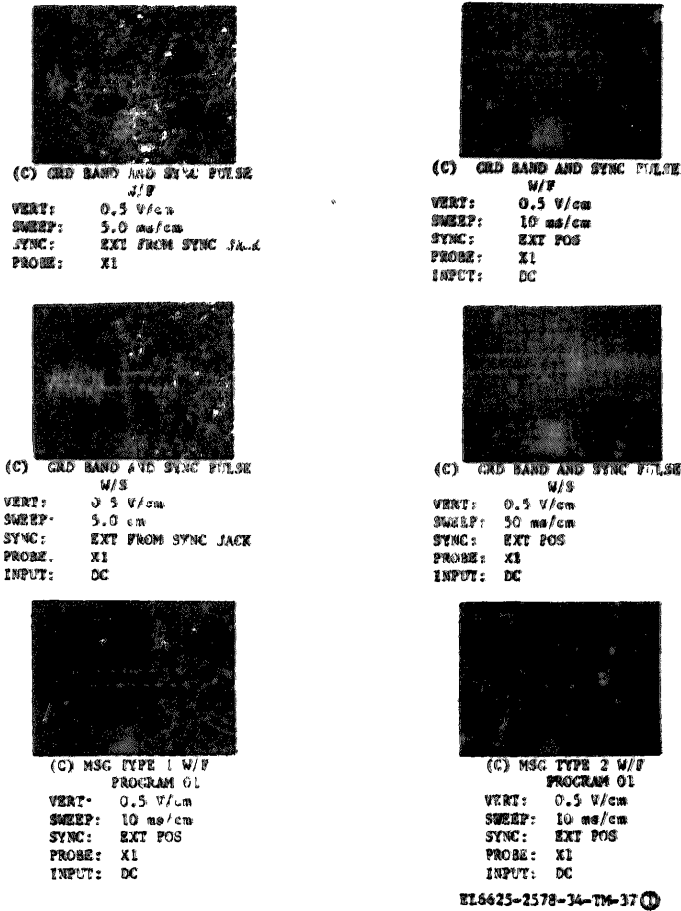 (C) GRD BAND AND SYNC PULSE
W/F
VERT: 0.5 V/cm
SWEEP: 5.0 ms/cm
SYNC: EXT FROM SYNC JACK
PROBE: X1
(C) GRD BAND AND SYNC PULSE
W/F
VERT: 0.5 V/cm
SWEEP: 10 ms/cm
SYNC: EXT POS
PROBE: X1
INPUT: DC
(C) GRD BAND AND SYNC PULSE
W/S
VERT: 0.5 V/cm
SWEEP: 5.0 cm
SYNC: EXT FROM SYNC JACK
PROBE: X1
INPUT: DC
(C) GRD BAND AND SYNC PULSE
W/S
VERT: 0.5 V/cm
SWEEP: 50 ms/cm
SYNC: EXT POS
PROBE: X1
INPUT: DC
(C) MSG TYPE 1 W/F
PROGRAM 01
VERT: 0.5 V/cm
SWEEP: 10 ms/cm
SYNC: EXT POS
PROBE: X1
INPUT: DC
(C) MSG TYPE 2 W/F
PROGRAM 01
VERT: 0.5 V/cm
SWEEP: 10 ms/cm
SYNC: EXT POS
PROBE: X1
INPUT: DC
EL6625-2578-34-TM-37①